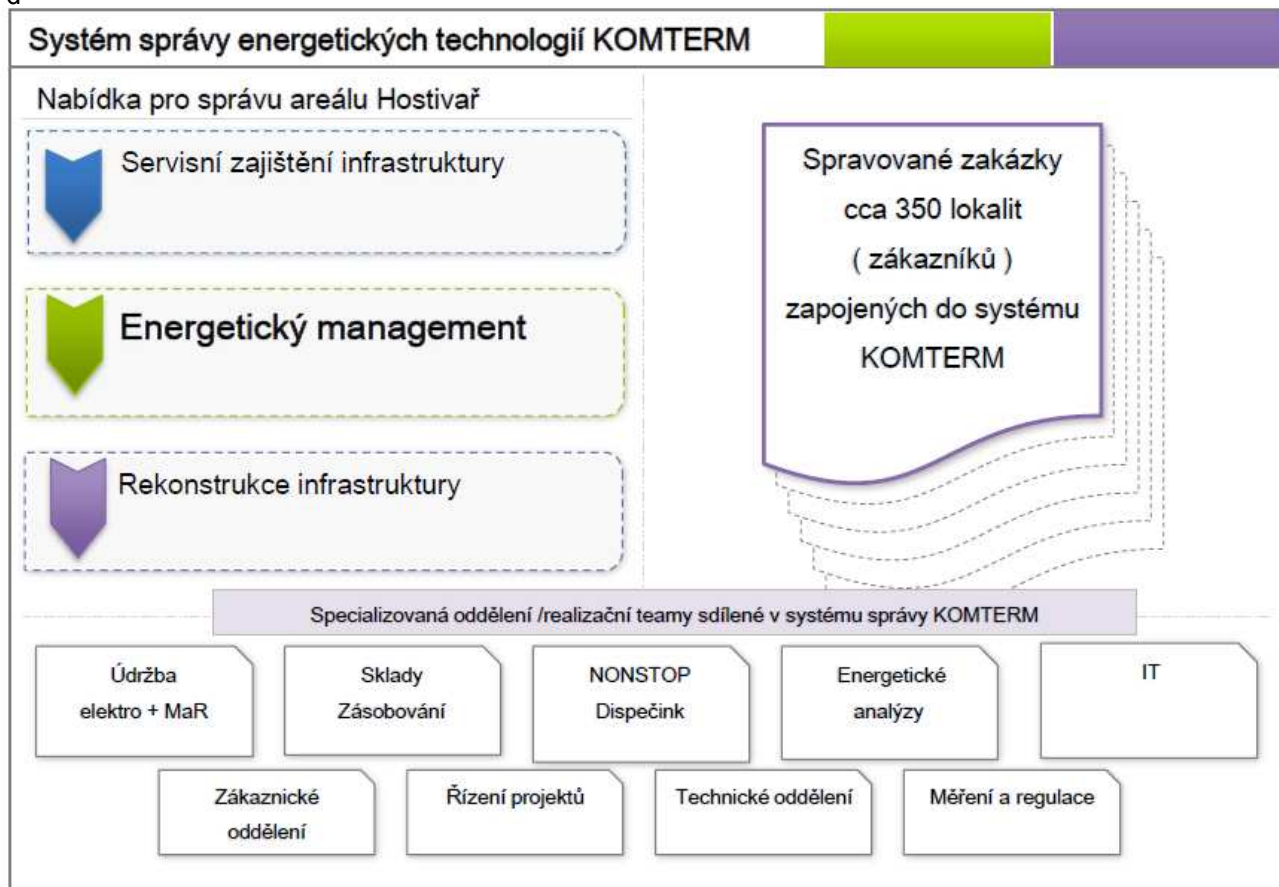 Systém správy energetických technologií KOMTERM
Nabídka pro správu areálu Hostivař
Servisní zajištění infrastruktury
Energetický management
Rekonstrukce infrastruktury
Spravované zakázky
cca 350 lokalit
( zákazníků )
zapojených do systému
KOMTERM
Specializovaná oddělení /realizační teamy sdílené v systému správy KOMTERM
Údržba
elektro + MaR
Sklady
Zásobování
NONSTOP
Dispečink
Energetické
analýzy
IT
Zákaznické
oddělení
Řízení projektů
Technické oddělení
Měření a regulace